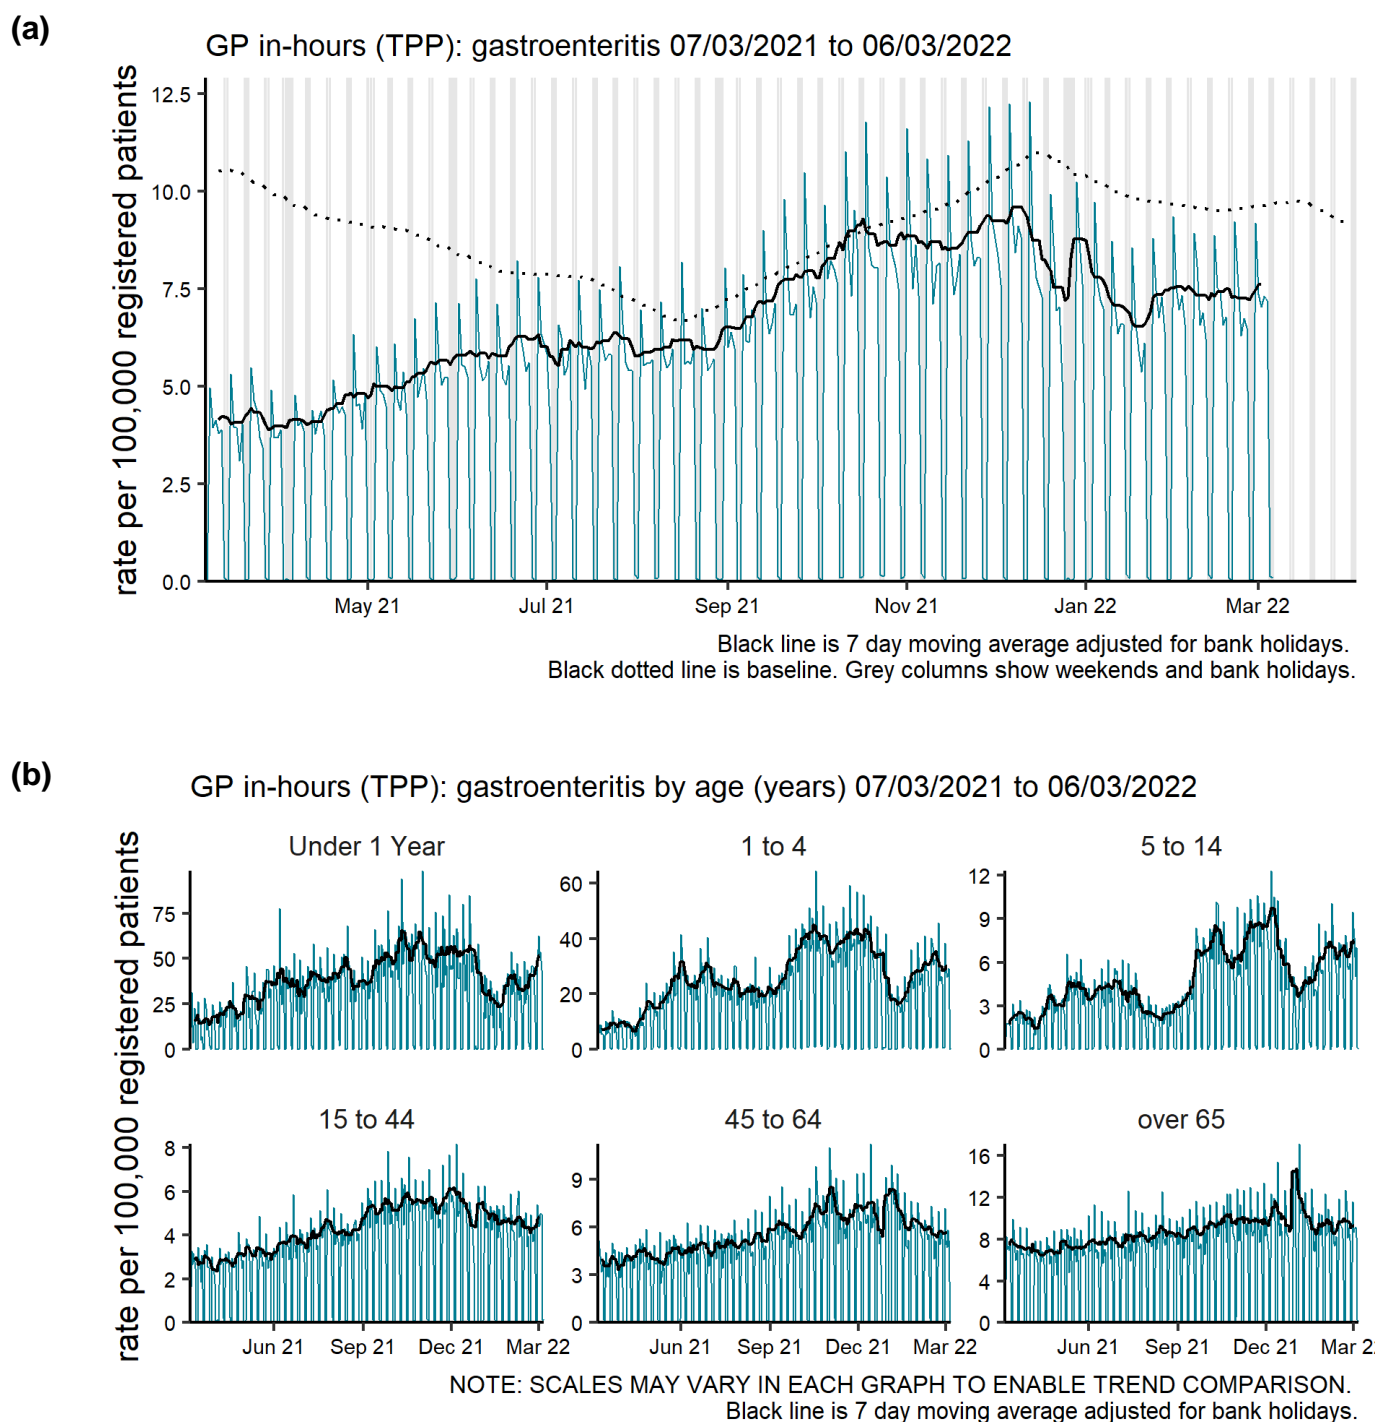 (a)
GP in-hours (TPP): gastroenteritis 07/03/2021 to 06/03/2022
rate per 100,000 registered patients
12.5
10.0
7.5
5.0
2.5
0.0
May 21 Jul 21 Sep 21 Nov 21 Jan 22 Mar 22
Black line is 7 day moving average adjusted for bank holidays.
Black dotted line is baseline. Grey columns show weekends and bank holidays.
(b)
GP in-hours (TPP): gastroenteritis by age (years) 07/03/2021 to 06/03/2022
rate per 100,000 registered patients
Under 1 Year
75
50
25
0
1 to 4
60
40
20
0
5 to 14
12
9
6
3
0
15 to 44
8
6
4
2
0
Jun 21 Sep 21 Dec 21 Mar 22
45 to 64
9
6
3
0
Jun 21 Sep 21 Dec 21 Mar 22
over 65
16
12
8
4
0
Jun 21 Sep 21 Dec 21 Mar 2
NOTE: SCALES MAY VARY IN EACH GRAPH TO ENABLE TREND COMPARISON.
Black line is 7 day moving average adjusted for bank holidays.